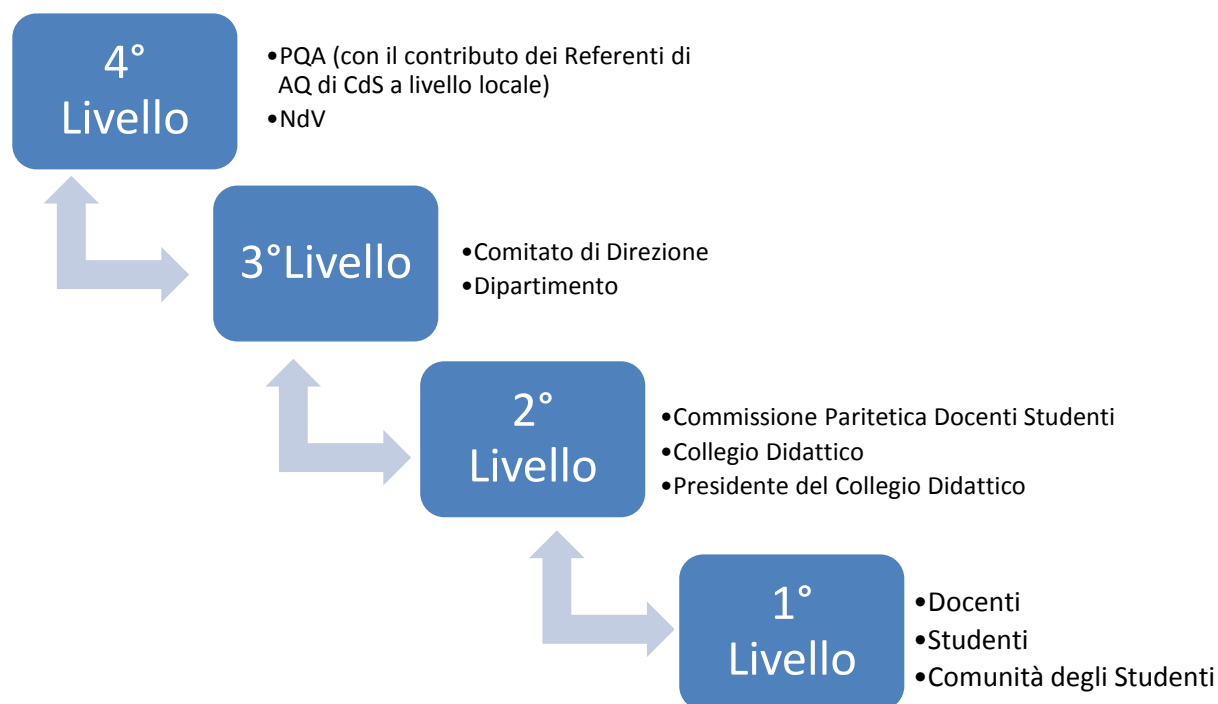 4°
Livello
•PQA (con il contributo dei Referenti di
AQ di CdS a livello locale)
•NdV
3°Livello
•Comitato di Direzione
•Dipartimento
2°
Livello
•Commissione Paritetica Docenti Studenti
•Collegio Didattico
•Presidente del Collegio Didattico
1°
Livello
•Docenti
•Studenti
•Comunità degli Studenti